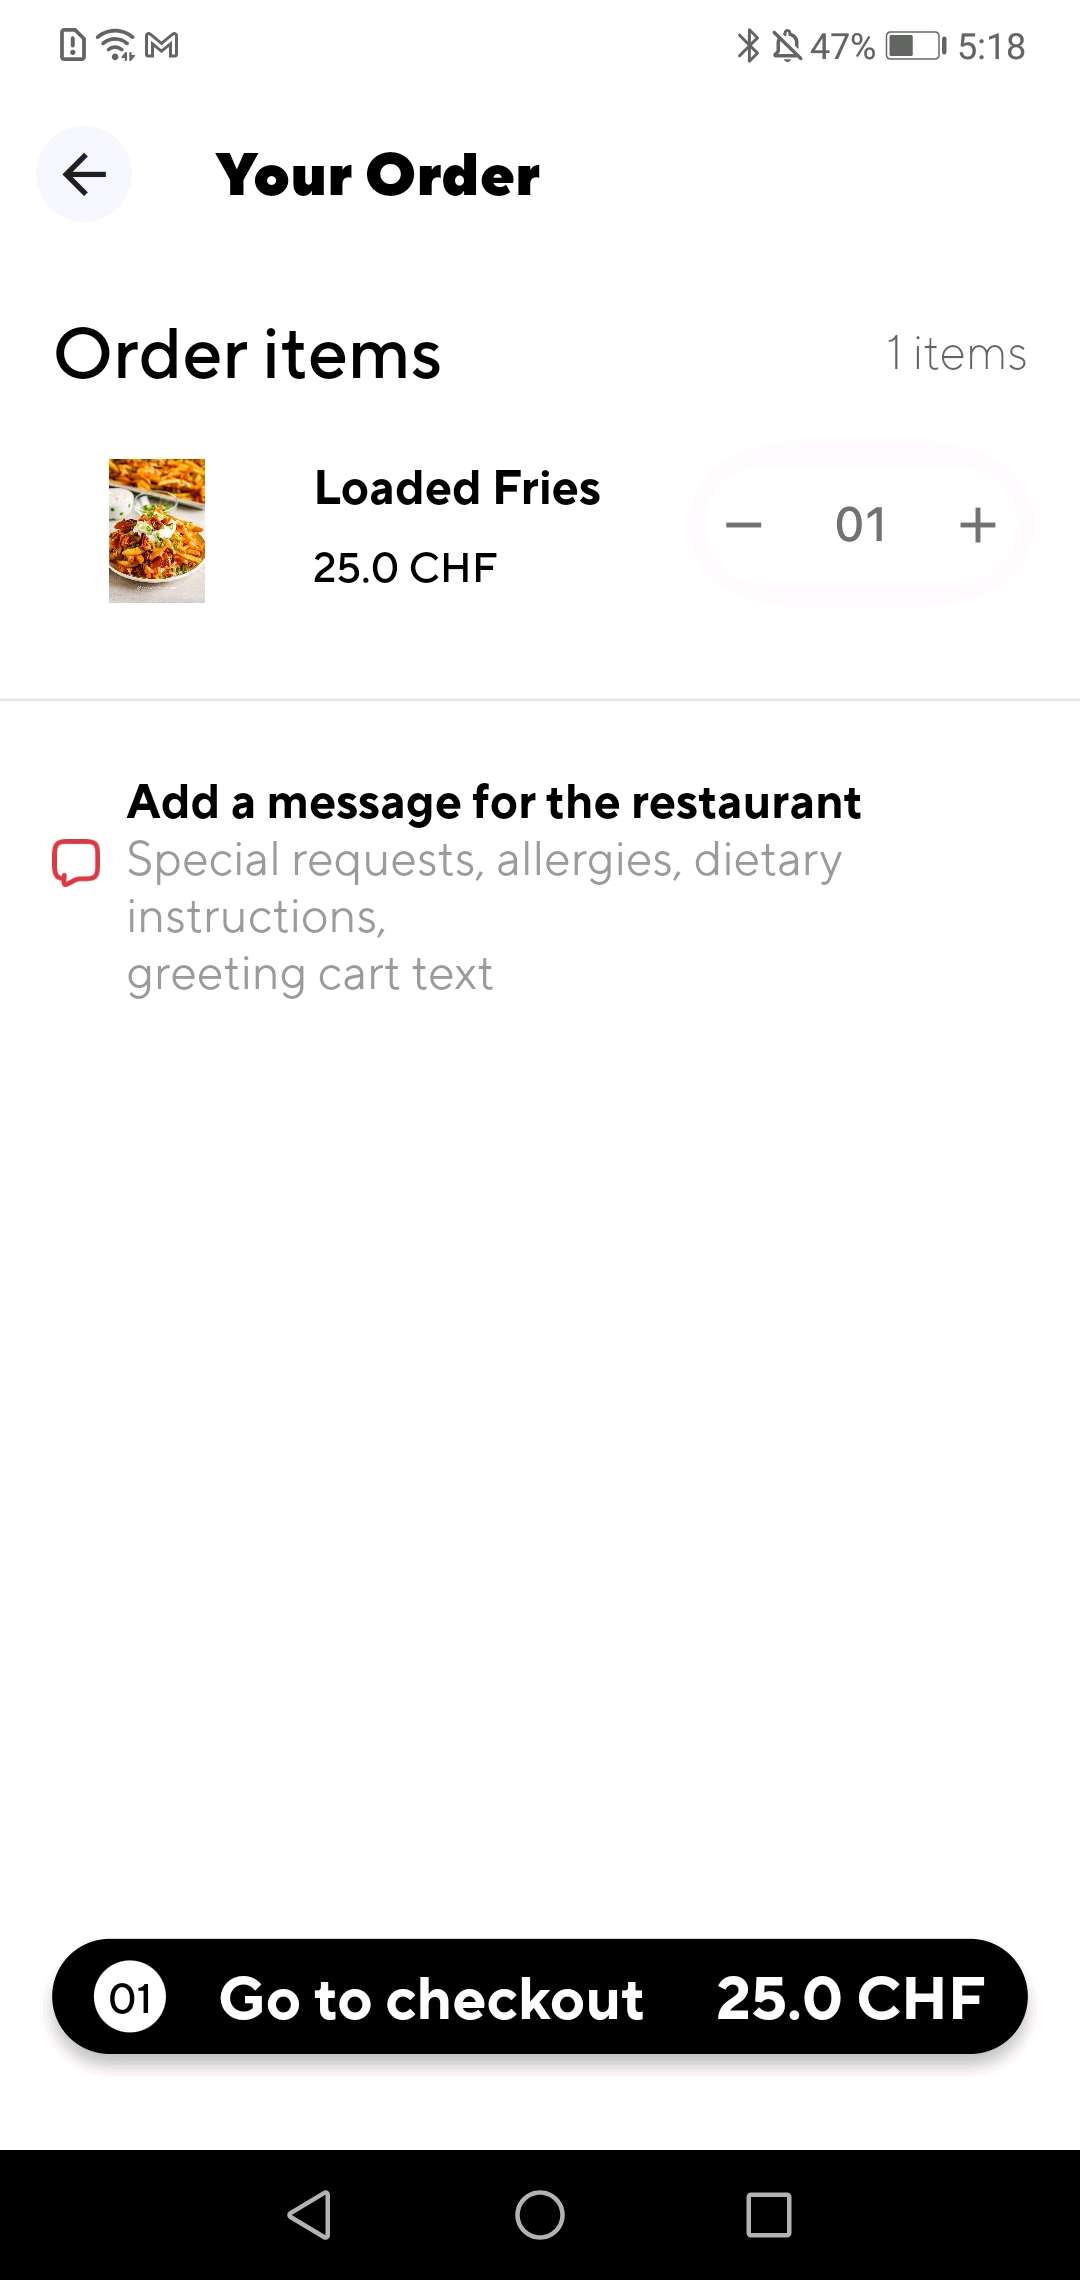 47% 5:18
Your Order
Order items
1 items
Loaded Fries
25.0 CHF
01
Add a message for the restaurant
Special requests, allergies, dietary
instructions,
greeting cart text
01 Go to checkout 25.0 CHF